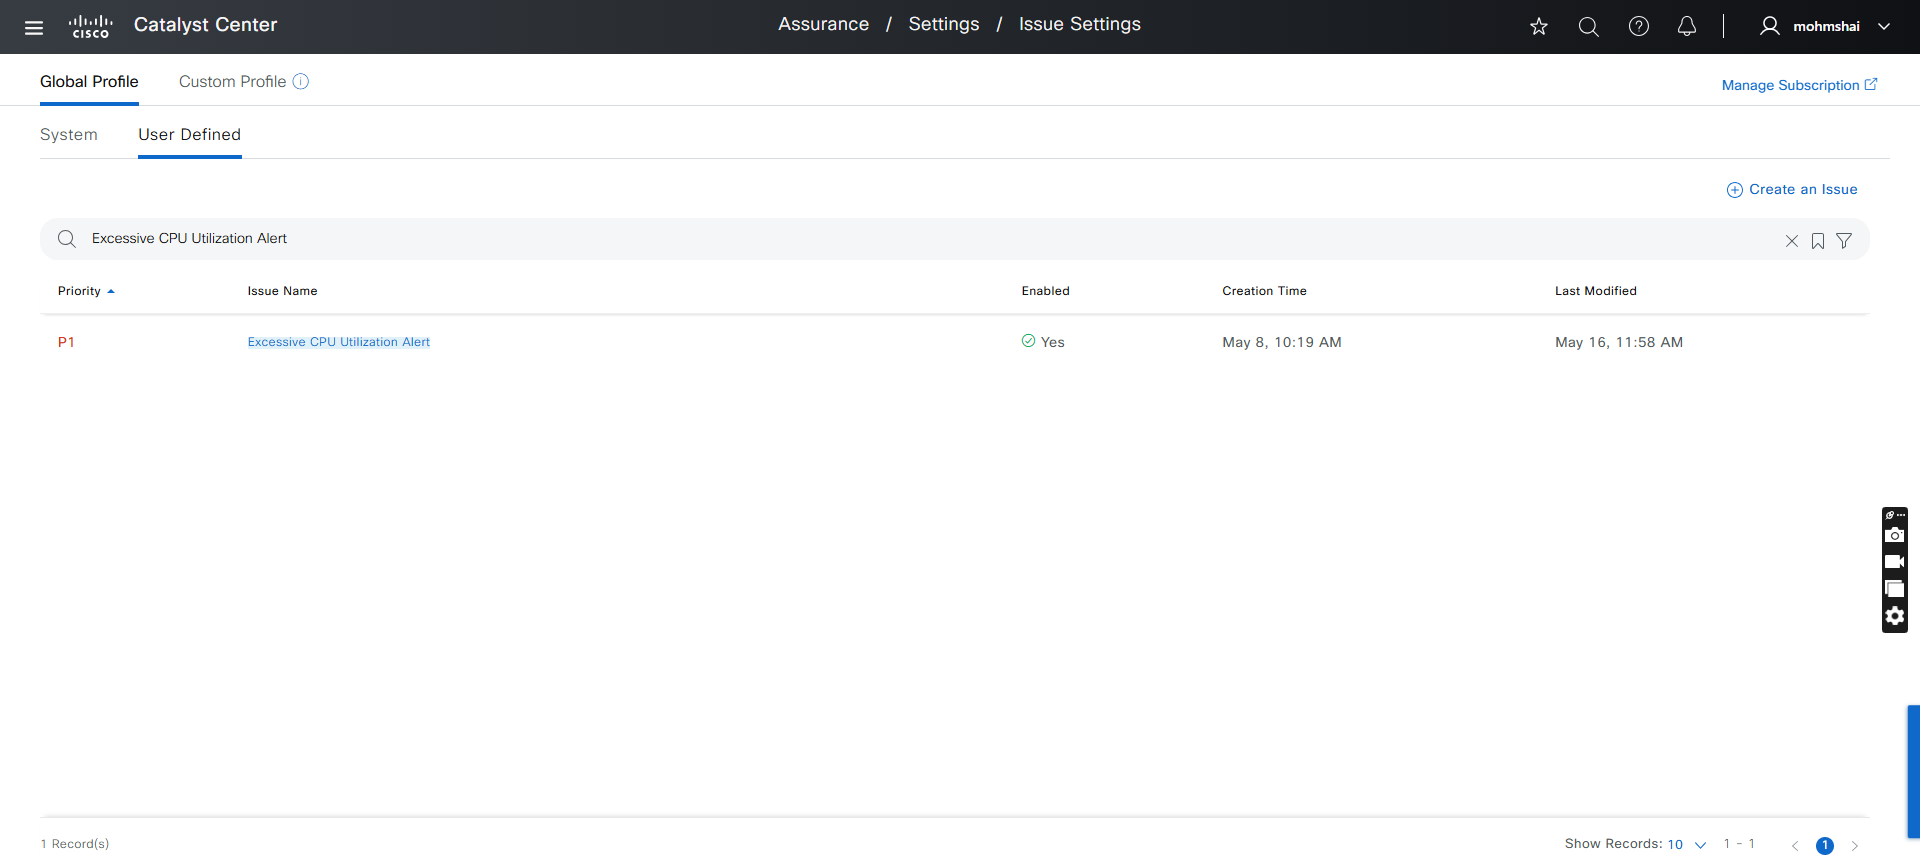 cisco Catalyst Center Assurance / Settings / Issue Settings mohmshai
Global Profile Custom Profile Manage Subscription
System User Defined
Create an Issue
Excessive CPU Utilization Alert
Priority Issue Name Enabled Creation Time Last Modified
P1 Excessive CPU Utilization Alert Yes May 8, 10:19 AM May 16, 11:58 AM
1 Record(s) Show Records: 10 1 - 1 1